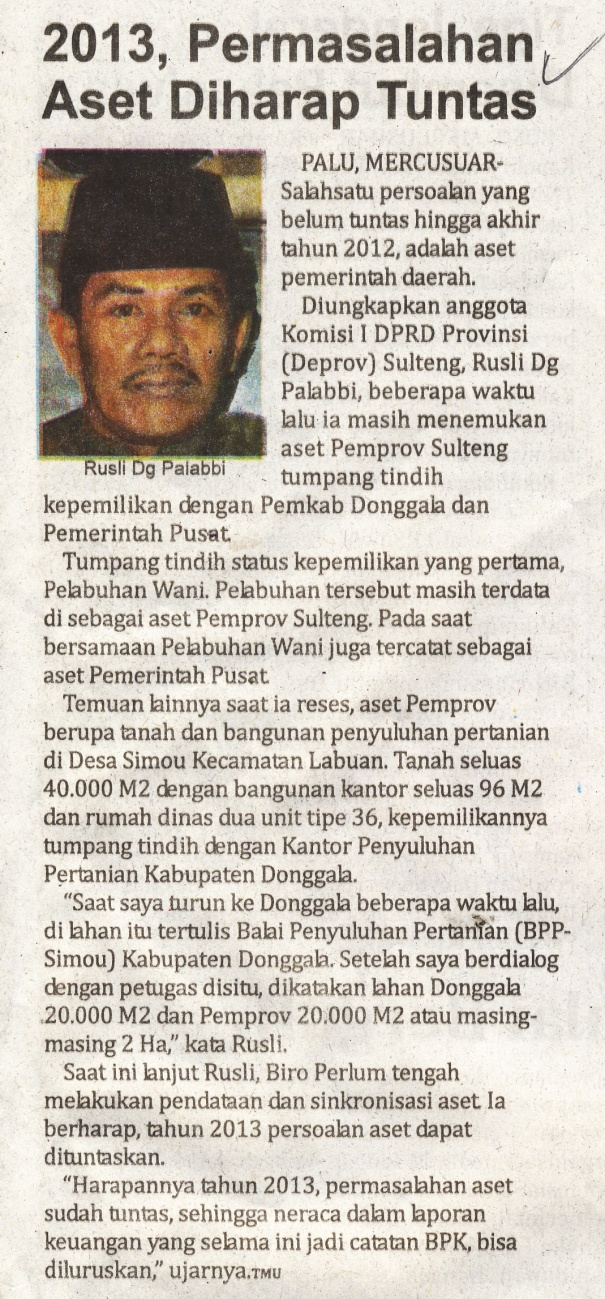 2013, Permasalahan
Aset Diharap Tuntas
PALU, MERCUSUAR-
Salahsatu persoalan yang
belum tuntas hingga akhir
tahun 2012, adalah aset
pemerintah daerah.
Diungkapkan anggota
Komisi I DPRD Provinsi
(Deprov) Sulteng, Rusli Dg
Palabbi, beberapa waktu
lalu ia masih menemukan
aset Pemprov Sulteng
tumpang tindih
Rusli Dg Palabbi
kepemilikan dengan Pemkab Donggala dan
Pemerintah Pusat.
Tumpang tindih status kepemilikan yang pertama,
Pelabuhan Wani. Pelabuhan tersebut masih terdata
di sebagai aset Pemprov Sulteng. Pada saat
bersamaan Pelabuhan Wani juga tercatat sebagai
aset Pemerintah Pusat.
Temuan lainnya saat ia reses, aset Pemprov
berupa tanah dan bangunan penyuluhan pertanian
di Desa Simou Kecamatan Labuan. Tanah seluas
40.000 M2 dengan bangunan kantor seluas 96 M2
dan rumah dinas dua unit tipe 36, kepemilikannya
tumpang tindih dengan Kantor Penyuluhan
Pertanian Kabupaten Donggala.
“Saat saya turun ke Donggala beberapa waktu lalu,
di lahan itu tertulis Balai Penyuluhan Pertanian (BPP-
Simou) Kabupaten Donggala. Setelah saya berdialog
dengan petugas disitu, dikatakan lahan Donggala
20.000 M2 dan Pemprov 20.000 M2 atau masing-
masing 2 Ha,” kata Rusli.
Saat ini lanjut Rusli, Biro Perlum tengah
melakukan pendataan dan sinkronisasi aset. Ia
berharap, tahun 2013 persoalan aset dapat
dituntaskan.
“Harapannya tahun 2013, permasalahan aset
sudah tuntas, sehingga neraca dalam laporan
keuangan yang selama ini jadi catatan BPK, bisa
diluruskan,” ujarnya.TMU